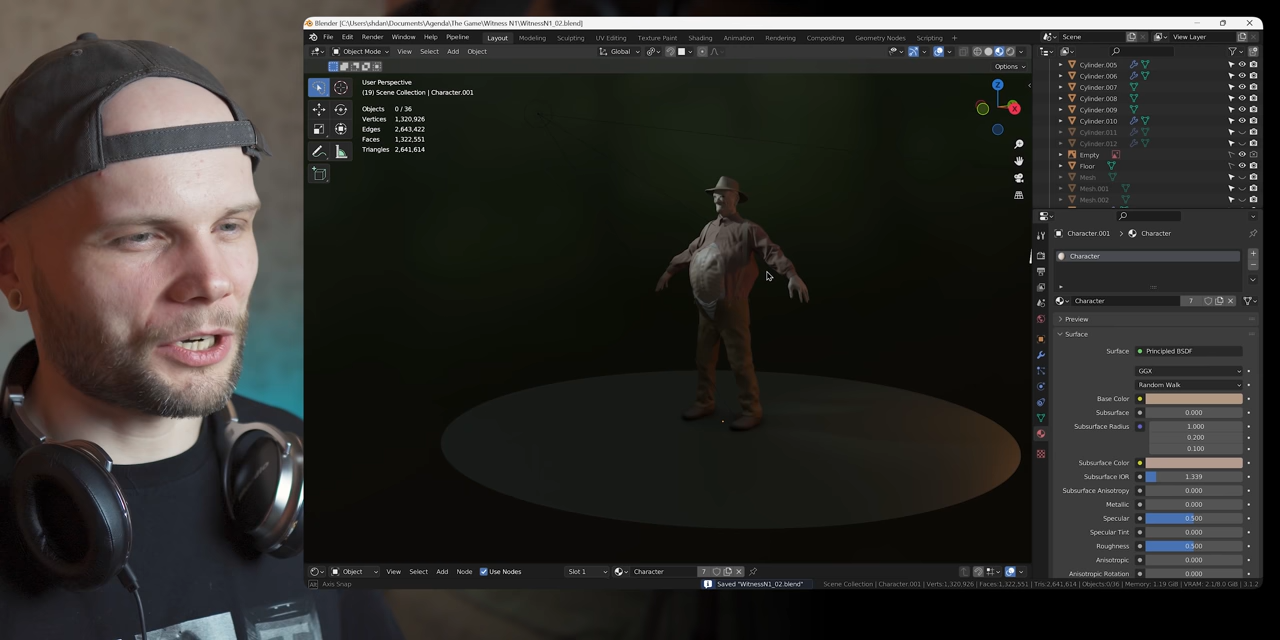 Blender [C:\Users\shdan\Documents\Agenda\The Game\Witness N1\WitnessN1_02.blend]
File Edit Render Window Help Pipeline Layout Modeling Sculpting UV Editing Texture Paint Shading Animation Rendering Compositing Geometry Nodes Scripting + Scene View Layer
Object Mode View Select Add Object Global
Options
User Perspective
(19) Scene Collection | Character.001
Objects 0 / 36
Vertices 1,320,926
Edges 2,643,422
Faces 1,322,551
Triangles 2,641,614
Z
X
Cylinder.005
Cylinder.006
Cylinder.007
Cylinder.008
Cylinder.009
Cylinder.010
Cylinder.011
Cylinder.012
Empty
Floor
Mesh
Mesh.001
Mesh.002
Character.001 > Character
Character
Character 7
Preview
Surface
Surface Principled BSDF
GGX
Random Walk
Base Color
Subsurface 0.000
Subsurface Radius 1.000
0.200
0.100
Subsurface Color
Subsurface IOR 1.339
Subsurface Anisotropy 0.000
Metallic 0.000
Specular 0.500
Specular Tint 0.000
Roughness 0.500
Anisotropic 0.000
Anisotropic Rotation 0.000
Object View Select Add Node Use Nodes Slot 1 Character 7
Axis Snap Saved "WitnessN1_02.blend" Scene Collection | Character.001 | Verts:1,320,926 | Faces:1,322,551 | Tris:2,641,614 | Objects:0/36 | Memory: 1.19 GiB | VRAM: 2.1/8.0 GiB | 3.1.2